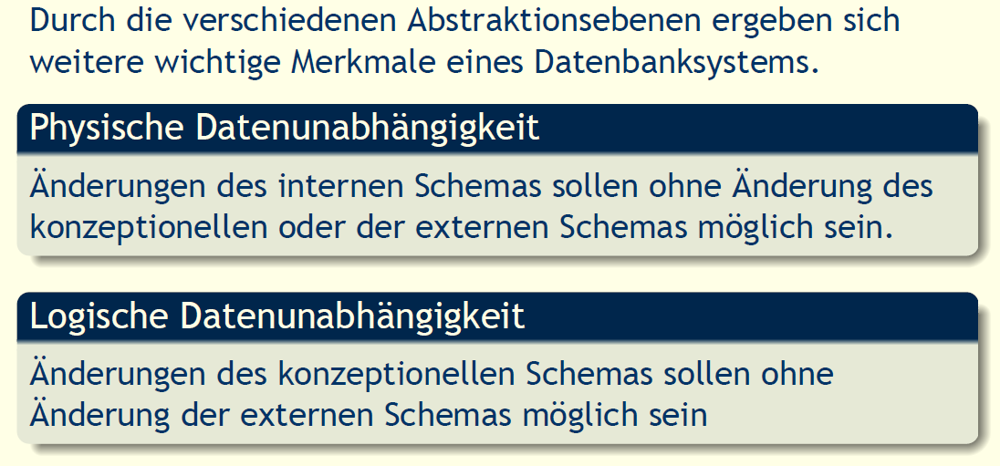 Durch die verschiedenen Abstraktionsebenen ergeben sich
weitere wichtige Merkmale eines Datenbanksystems.
Physische Datenunabhängigkeit
Änderungen des internen Schemas sollen ohne Änderung des
konzeptionellen oder der externen Schemas möglich sein.
Logische Datenunabhängigkeit
Änderungen des konzeptionellen Schemas sollen ohne
Änderung der externen Schemas möglich sein